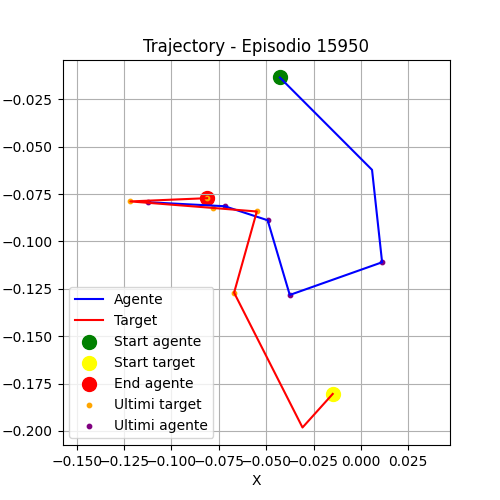 Trajectory - Episodio 15950
−0.025
−0.050
−0.075
−0.100
−0.125
−0.150
−0.175
−0.200
Agente
Target
Start agente
Start target
End agente
Ultimi target
Ultimi agente
−0.150 −0.125 −0.100 −0.075 −0.050 −0.025 0.000 0.025
X